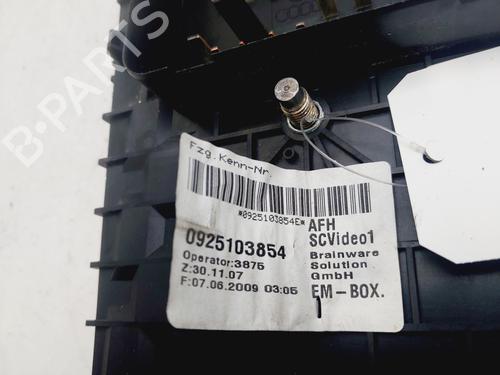 B-PARTS
Fzg.Kenn-Nr.
*0925103854E*
0925103854
Operator:3875
Z:30.11.07
F:07.06.2009 03:05
AFH
SCVideo1
Brainware
Solution
GmbH
EM-BOX.
1